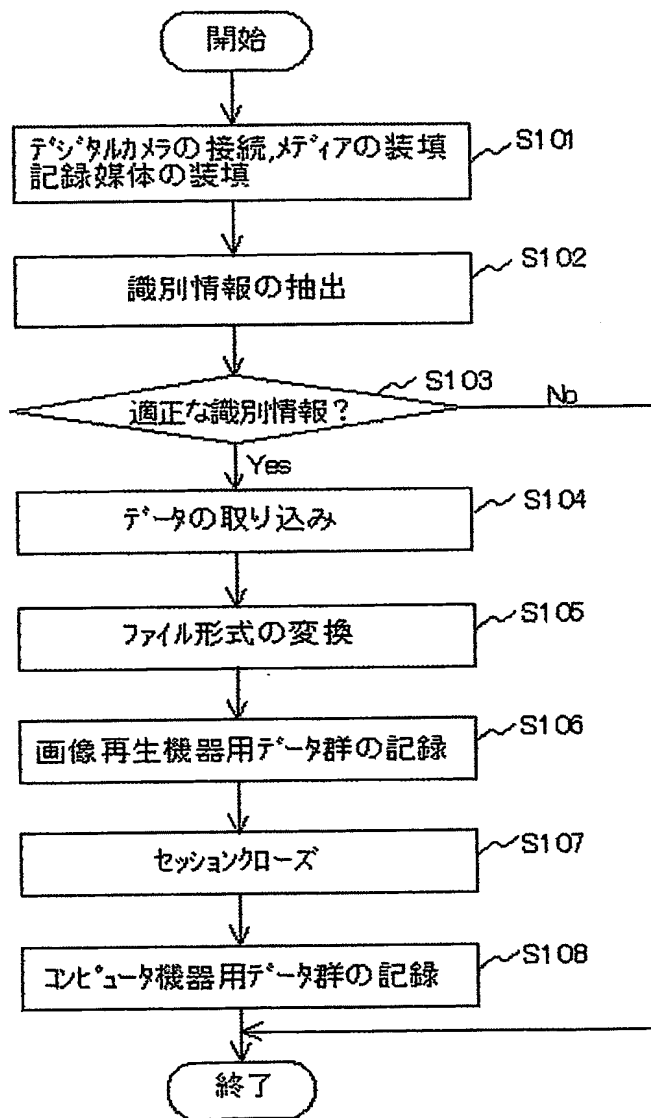 開始
デジタルカメラの接続,メディアの装填
記録媒体の装填
S101
識別情報の抽出
S102
適正な識別情報?
S103
No
Yes
データの取り込み
S104
ファイル形式の変換
S105
画像再生機器用データ群の記録
S106
セッションクローズ
S107
コンピュータ機器用データ群の記録
S108
終了